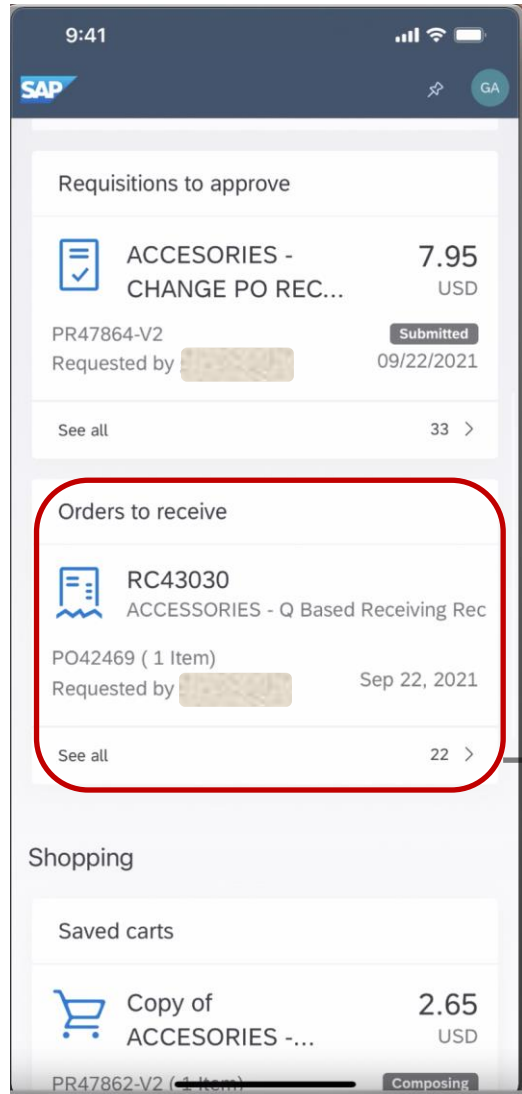 9:41
SAP
GA
Requisitions to approve
ACCESORIES - 7.95
CHANGE PO REC... USD
PR47864-V2 Submitted
Requested by 09/22/2021
See all 33
Orders to receive
RC43030
ACCESSORIES - Q Based Receiving Rec
PO42469 ( 1 Item)
Requested by Sep 22, 2021
See all 22
Shopping
Saved carts
Copy of 2.65
ACCESORIES -... USD
PR47862-V2 ( 1 Item) Composing